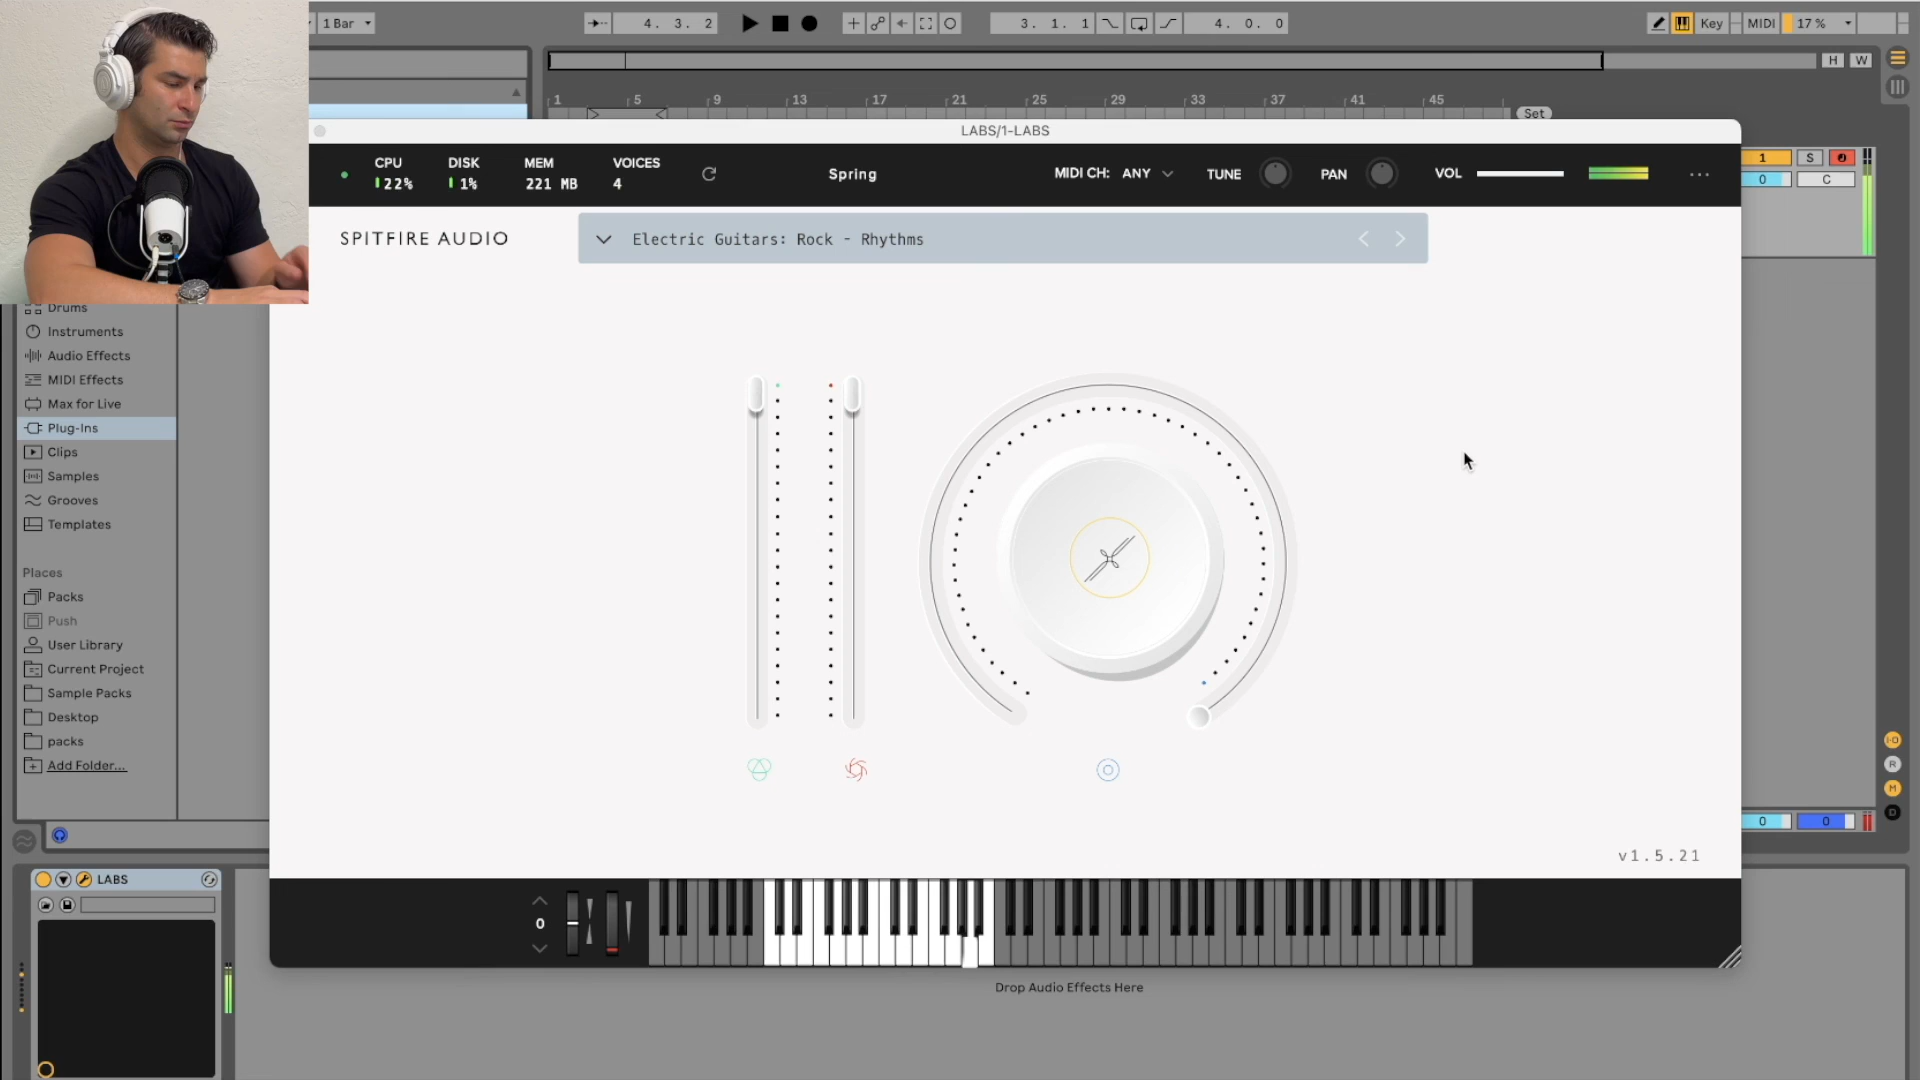 1 Bar
4. 3. 2
3. 1. 1
4. 0. 0
Key
MIDI
17 %
H W
1 5 9 13 17 21 25 29 33 37 41 45
Set
LABS/1-LABS
CPU
22%
DISK
1%
MEM
221 MB
VOICES
4
Spring
MIDI CH: ANY
TUNE
PAN
VOL
1 S
0 C
SPITFIRE AUDIO
Electric Guitars: Rock - Rhythms
Drums
Instruments
Audio Effects
MIDI Effects
Max for Live
Plug-Ins
Clips
Samples
Grooves
Templates
Places
Packs
Push
User Library
Current Project
Sample Packs
Desktop
packs
Add Folder...
I·O
R
M
D
0 0
v1.5.21
LABS
0
Drop Audio Effects Here